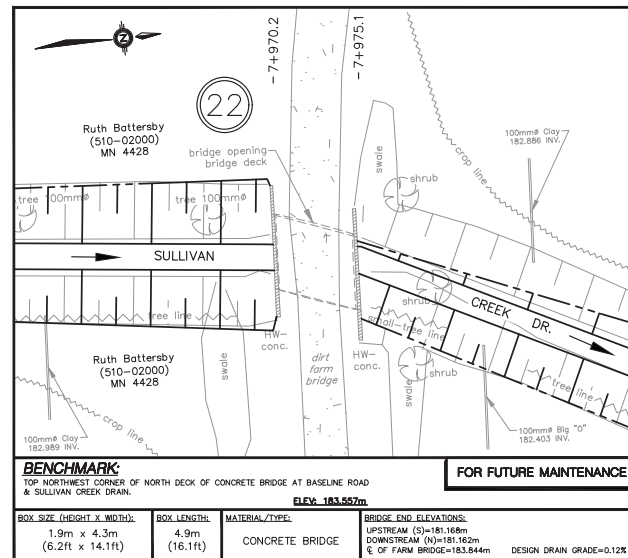 N
-7+970.2
-7+975.1
22
Ruth Battersby
(510-02000)
MN 4428
bridge opening
bridge deck
swale
shrub
crop line
100mmø Clay
182.886 INV.
tree 100mmø
tree 100mmø
SULLIVAN
CREEK DR.
shrub
tree line
small-tree line
HW-
conc.
HW-
conc.
dirt
farm
bridge
swale
swale
shrub
tree line
Ruth Battersby
(510-02000)
MN 4428
crop line
100mmø Clay
182.989 INV.
100mmø Big "O"
182.403 INV.
BENCHMARK:
TOP NORTHWEST CORNER OF NORTH DECK OF CONCRETE BRIDGE AT BASELINE ROAD
& SULLIVAN CREEK DRAIN.
ELEV: 183.557m
FOR FUTURE MAINTENANCE
BOX SIZE (HEIGHT X WIDTH):
1.9m x 4.3m
(6.2ft x 14.1ft)
BOX LENGTH:
4.9m
(16.1ft)
MATERIAL/TYPE:
CONCRETE BRIDGE
BRIDGE END ELEVATIONS:
UPSTREAM (S)=181.168m
DOWNSTREAM (N)=181.162m
℄ OF FARM BRIDGE=183.844m
DESIGN DRAIN GRADE=0.12%